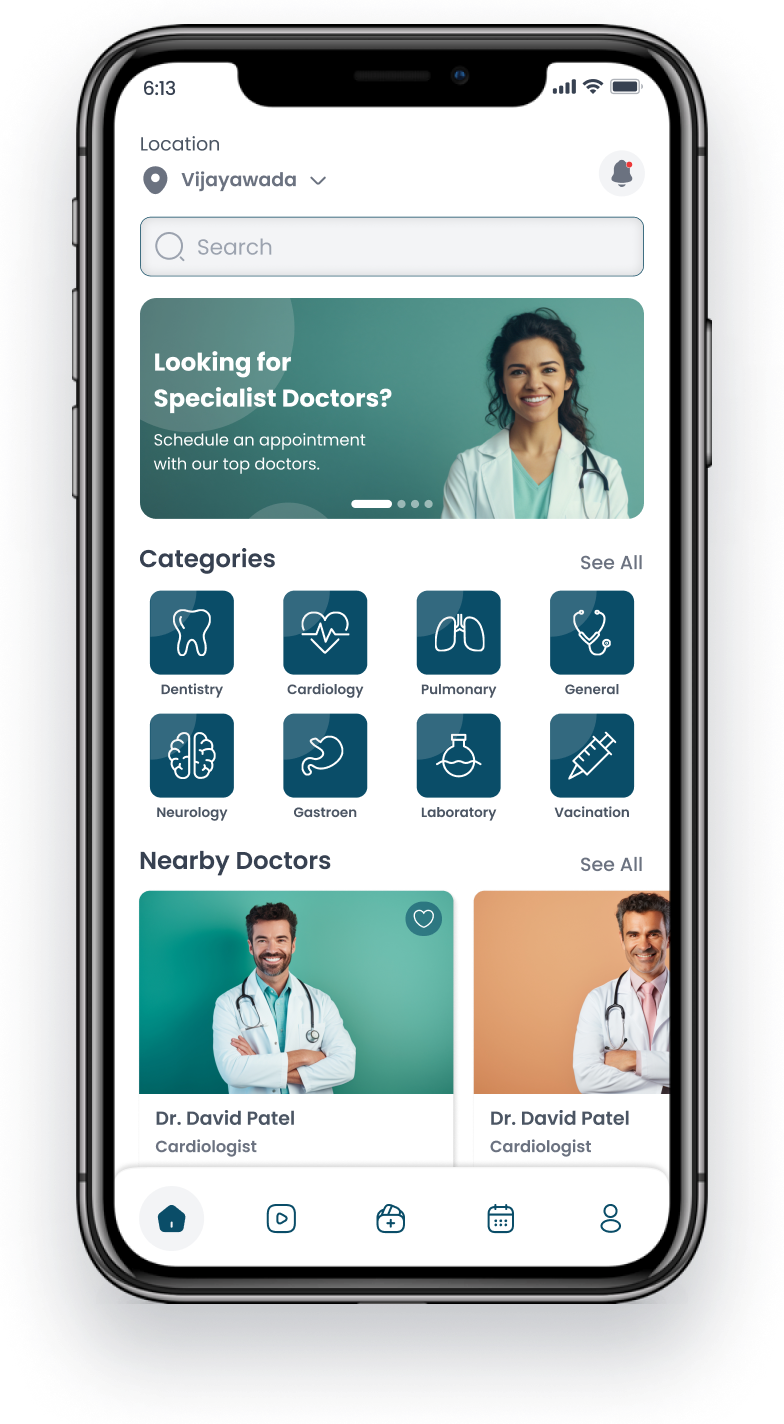 6:13
Location
Vijayawada
Search
Looking for
Specialist Doctors?
Schedule an appointment
with our top doctors.
Categories
See All
Dentistry
Cardiology
Pulmonary
General
Neurology
Gastroen
Laboratory
Vacination
Nearby Doctors
See All
Dr. David Patel
Cardiologist
Dr. David Patel
Cardiologist